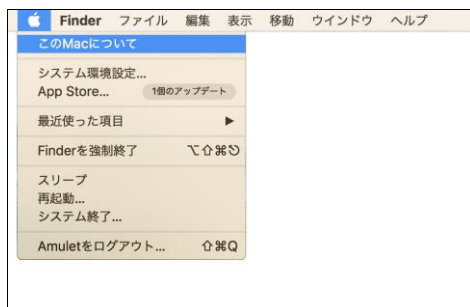 Finder ファイル 編集 表示 移動 ウインドウ ヘルプ
このMacについて
システム環境設定...
App Store... 1個のアップデート
最近使った項目 ▶
Finderを強制終了 ⌥⇧⌘⎋
スリープ
再起動...
システム終了...
Amuletをログアウト... ⇧⌘Q